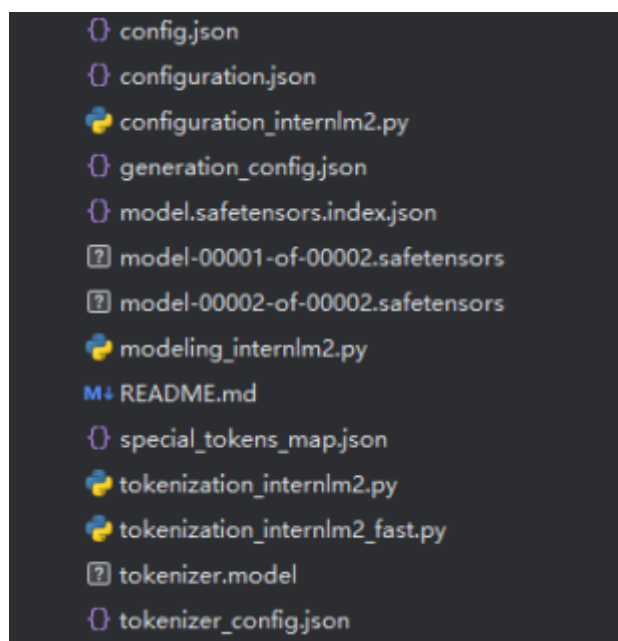 config.json
configuration.json
configuration_internlm2.py
generation_config.json
model.safetensors.index.json
model-00001-of-00002.safetensors
model-00002-of-00002.safetensors
modeling_internlm2.py
M↓ README.md
special_tokens_map.json
tokenization_internlm2.py
tokenization_internlm2_fast.py
tokenizer.model
tokenizer_config.json